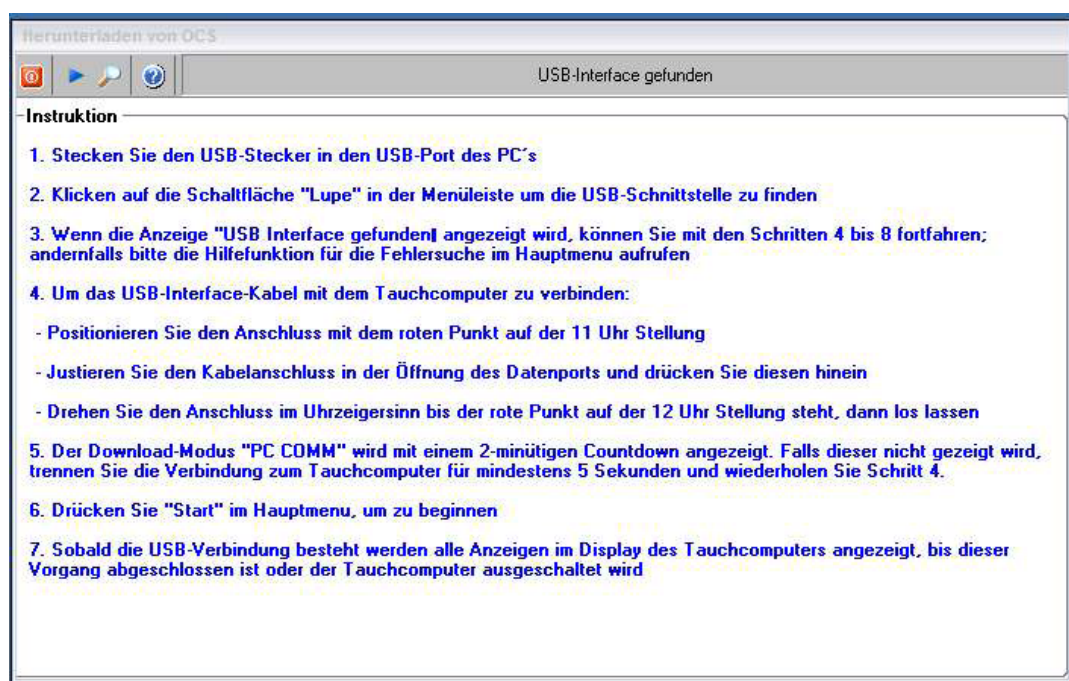 Herunterladen von OCS
USB-Interface gefunden
Instruktion
1. Stecken Sie den USB-Stecker in den USB-Port des PC´s
2. Klicken auf die Schaltfläche "Lupe" in der Menüleiste um die USB-Schnittstelle zu finden
3. Wenn die Anzeige "USB Interface gefunden| angezeigt wird, können Sie mit den Schritten 4 bis 8 fortfahren;
andernfalls bitte die Hilfefunktion für die Fehlersuche im Hauptmenu aufrufen
4. Um das USB-Interface-Kabel mit dem Tauchcomputer zu verbinden:
- Positionieren Sie den Anschluss mit dem roten Punkt auf der 11 Uhr Stellung
- Justieren Sie den Kabelanschluss in der Öffnung des Datenports und drücken Sie diesen hinein
- Drehen Sie den Anschluss im Uhrzeigersinn bis der rote Punkt auf der 12 Uhr Stellung steht, dann los lassen
5. Der Download-Modus "PC COMM" wird mit einem 2-minütigen Countdown angezeigt. Falls dieser nicht gezeigt wird,
trennen Sie die Verbindung zum Tauchcomputer für mindestens 5 Sekunden und wiederholen Sie Schritt 4.
6. Drücken Sie "Start" im Hauptmenu, um zu beginnen
7. Sobald die USB-Verbindung besteht werden alle Anzeigen im Display des Tauchcomputers angezeigt, bis dieser
Vorgang abgeschlossen ist oder der Tauchcomputer ausgeschaltet wird